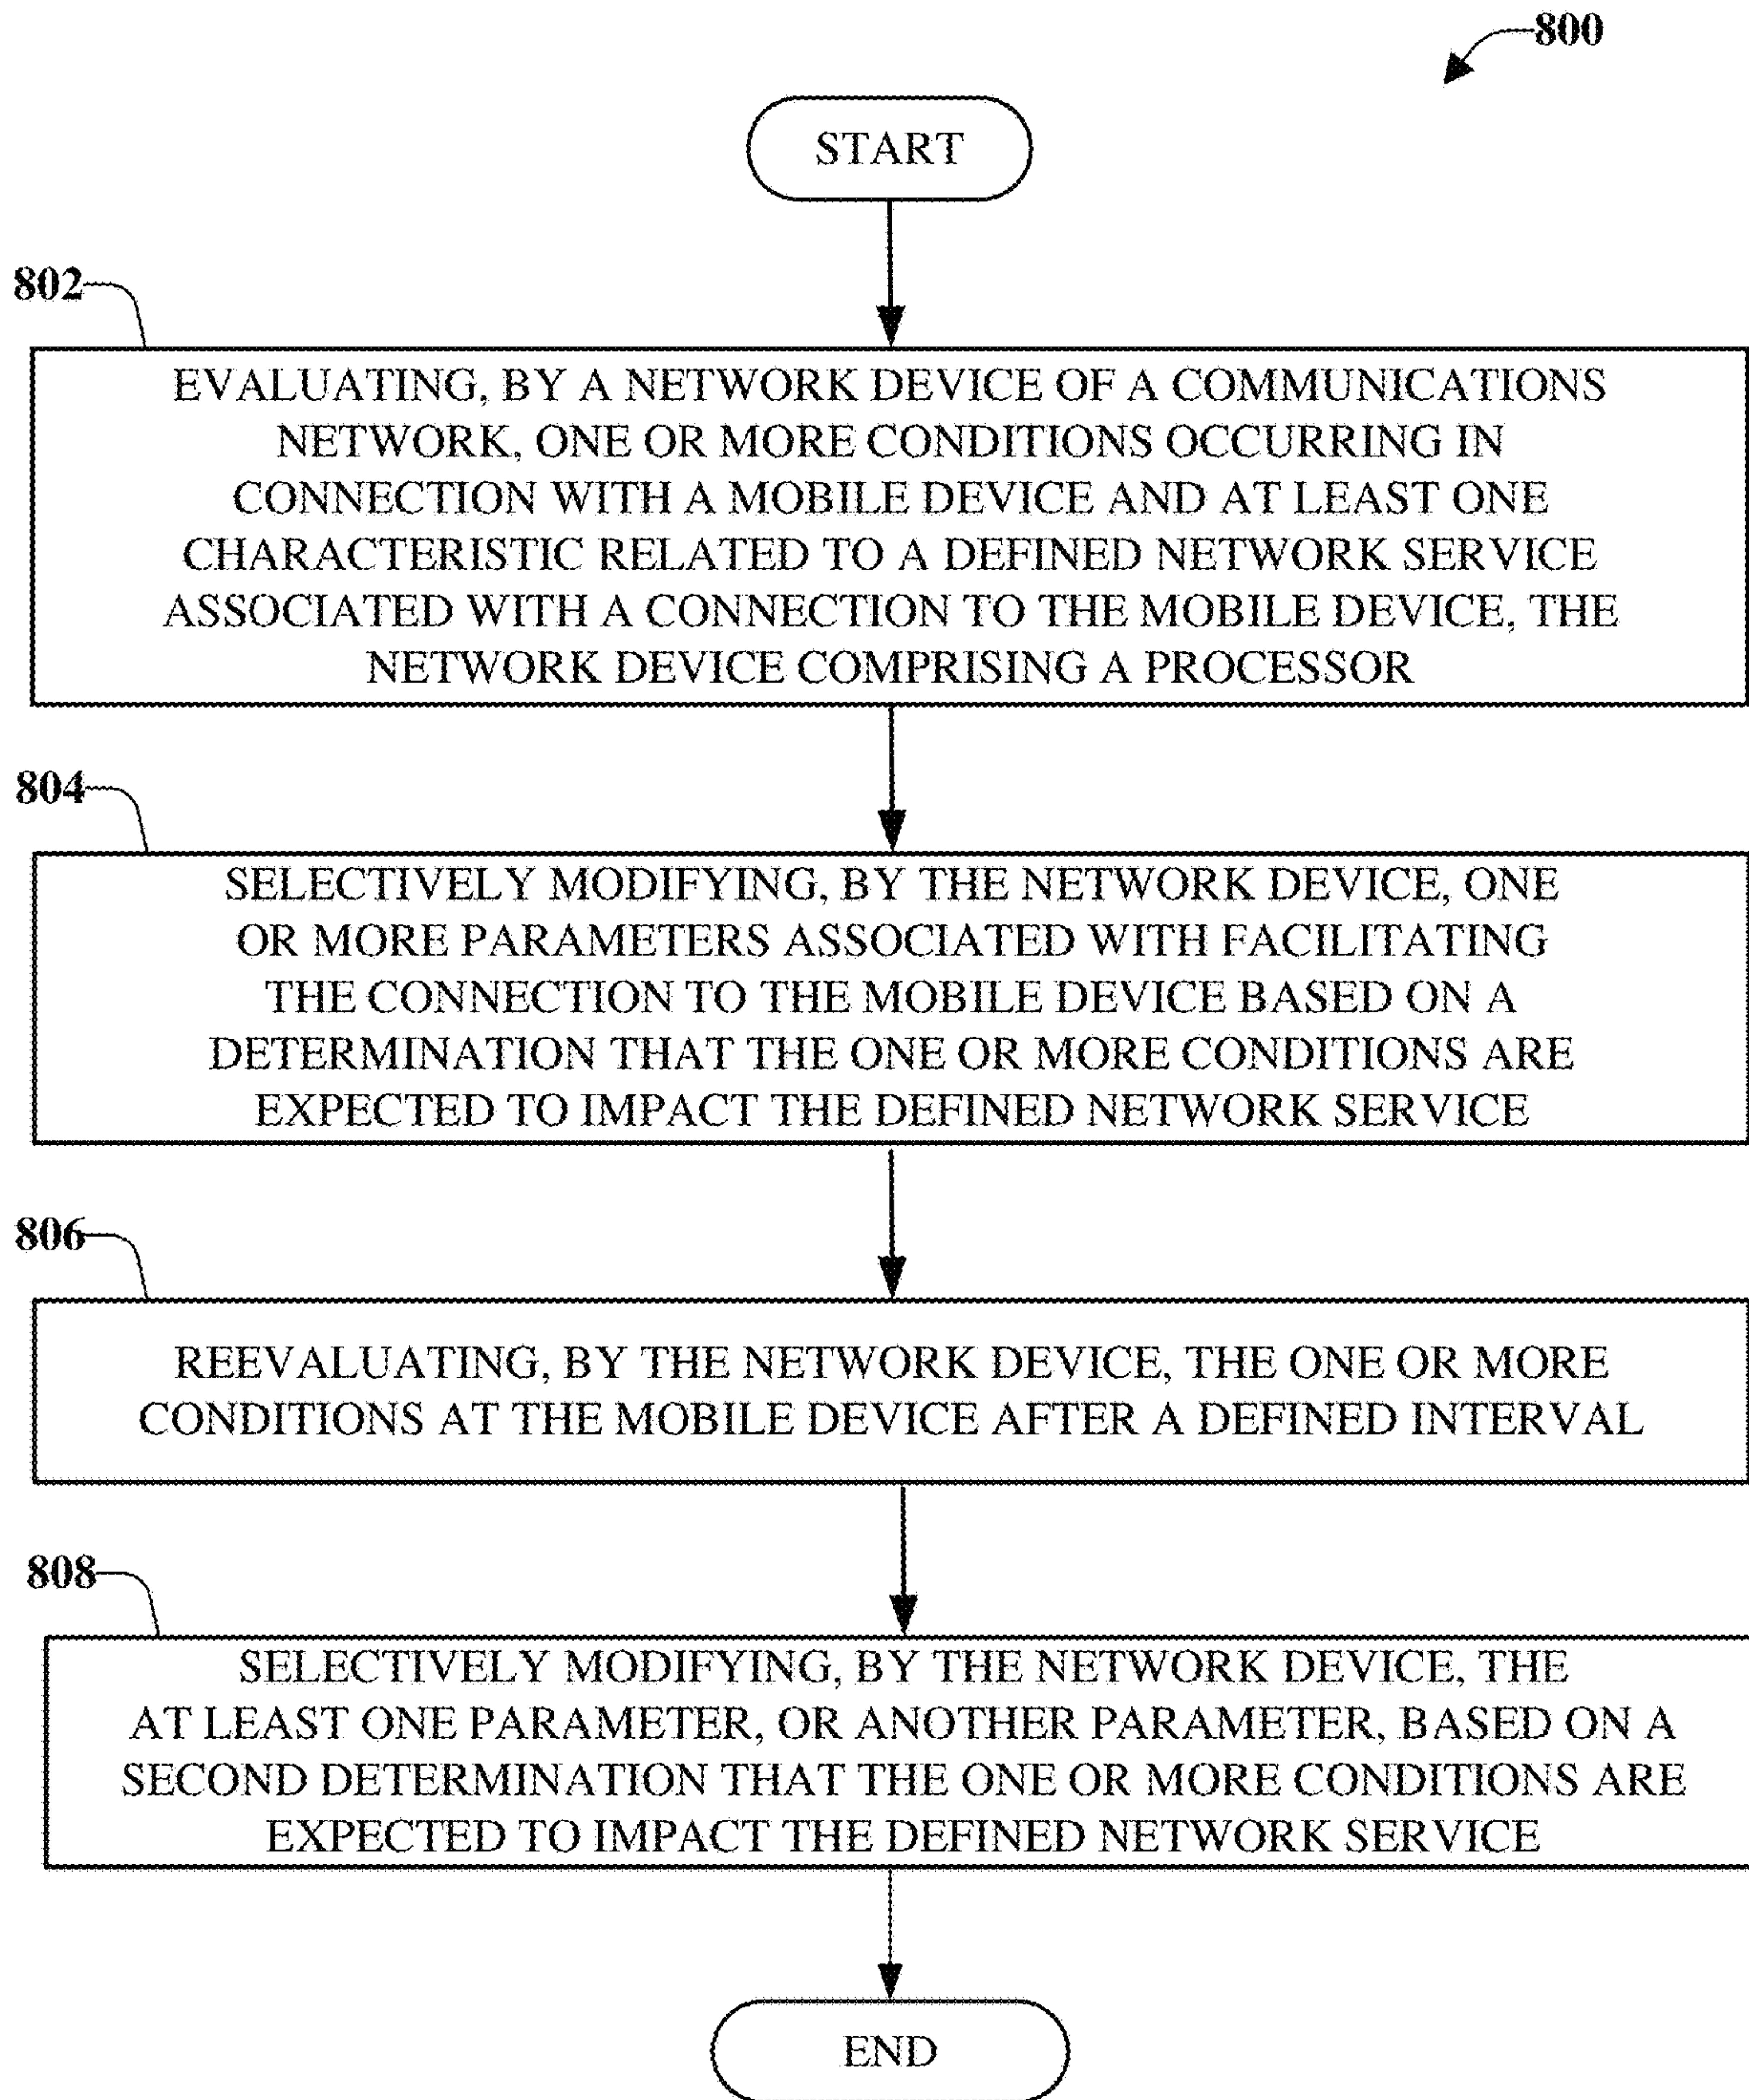 800
START
802
EVALUATING, BY A NETWORK DEVICE OF A COMMUNICATIONS
NETWORK, ONE OR MORE CONDITIONS OCCURRING IN
CONNECTION WITH A MOBILE DEVICE AND AT LEAST ONE
CHARACTERISTIC RELATED TO A DEFINED NETWORK SERVICE
ASSOCIATED WITH A CONNECTION TO THE MOBILE DEVICE, THE
NETWORK DEVICE COMPRISING A PROCESSOR
804
SELECTIVELY MODIFYING, BY THE NETWORK DEVICE, ONE
OR MORE PARAMETERS ASSOCIATED WITH FACILITATING
THE CONNECTION TO THE MOBILE DEVICE BASED ON A
DETERMINATION THAT THE ONE OR MORE CONDITIONS ARE
EXPECTED TO IMPACT THE DEFINED NETWORK SERVICE
806
REEVALUATING, BY THE NETWORK DEVICE, THE ONE OR MORE
CONDITIONS AT THE MOBILE DEVICE AFTER A DEFINED INTERVAL
808
SELECTIVELY MODIFYING, BY THE NETWORK DEVICE, THE
AT LEAST ONE PARAMETER, OR ANOTHER PARAMETER, BASED ON A
SECOND DETERMINATION THAT THE ONE OR MORE CONDITIONS ARE
EXPECTED TO IMPACT THE DEFINED NETWORK SERVICE
END